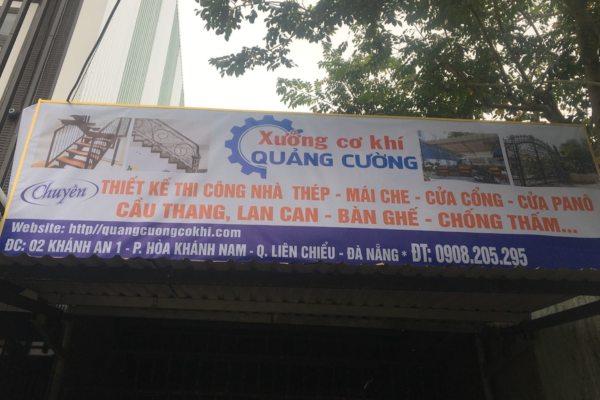 Xưởng cơ khí
QUẢNG CƯỜNG
Chuyên
THIẾT KẾ THI CÔNG NHÀ THÉP - MÁI CHE - CỬA CỔNG - CỬA PANÔ
CẦU THANG, LAN CAN - BÀN GHẾ - CHỐNG THẤM...
Website: http//quangcuongcokhi.com
ĐC: 02 KHÁNH AN 1 - P. HÒA KHÁNH NAM - Q. LIÊN CHIỂU - ĐÀ NẴNG * ĐT: 0908.205.295